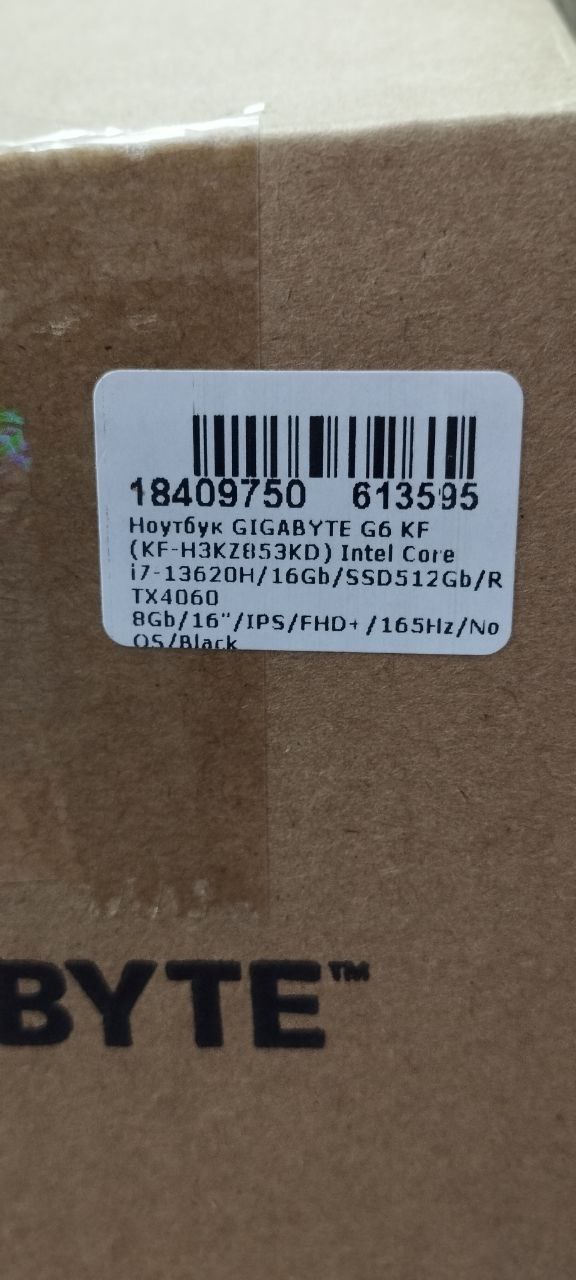 18409750 613595
Ноутбук GIGABYTE G6 KF
(KF-H3KZ853KD) Intel Core
i7-13620H/16Gb/SSD512Gb/R
TX4060
8Gb/16"/IPS/FHD+/165Hz/No
OS/Black
BYTE™